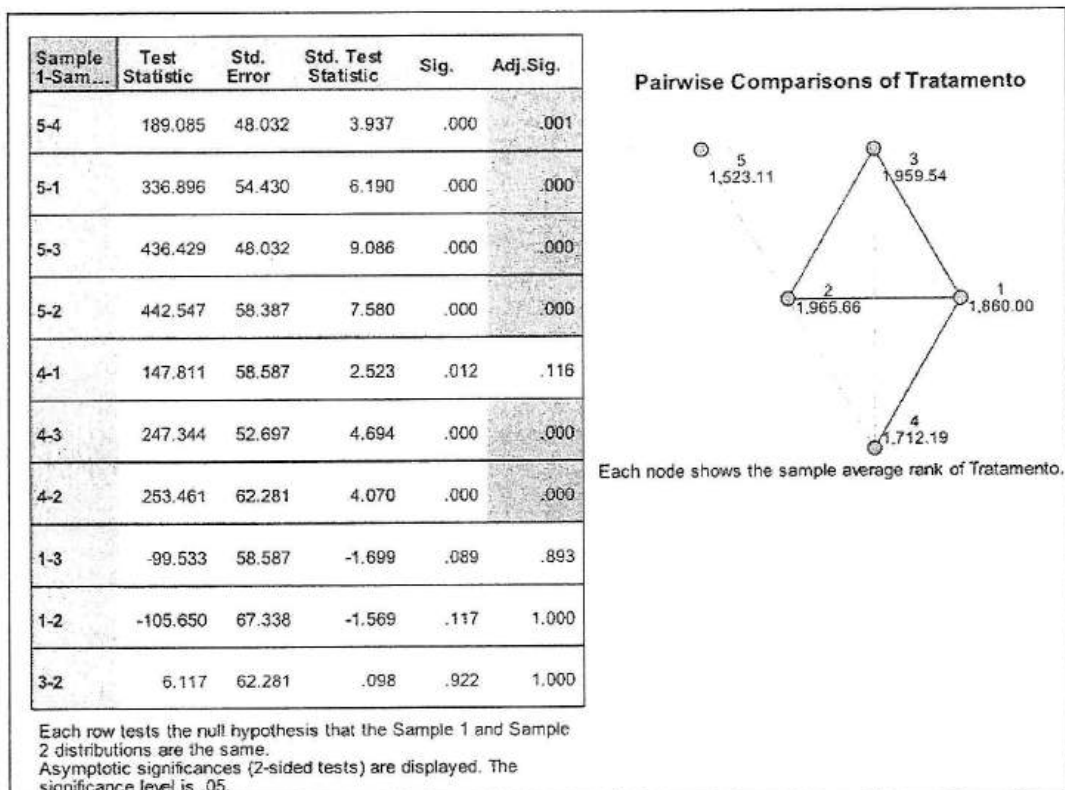 Sample 1-Sam... Test Statistic Std. Error Std. Test Statistic Sig. Adj.Sig.
5-4 189.085 48.032 3.937 .000 .001
5-1 336.896 54.430 6.190 .000 .000
5-3 436.429 48.032 9.086 .000 .000
5-2 442.547 58.387 7.580 .000 .000
4-1 147.811 58.587 2.523 .012 .116
4-3 247.344 52.697 4.694 .000 .000
4-2 253.461 62.281 4.070 .000 .000
1-3 -99.533 58.587 -1.699 .089 .893
1-2 -105.650 67.338 -1.569 .117 1.000
3-2 6.117 62.281 .098 .922 1.000
Each row tests the null hypothesis that the Sample 1 and Sample
2 distributions are the same.
Asymptotic significances (2-sided tests) are displayed. The
significance level is .05.
Pairwise Comparisons of Tratamento
5
1,523.11
3
1,959.54
2
1,965.66
1
1,860.00
4
1,712.19
Each node shows the sample average rank of Tratamento.